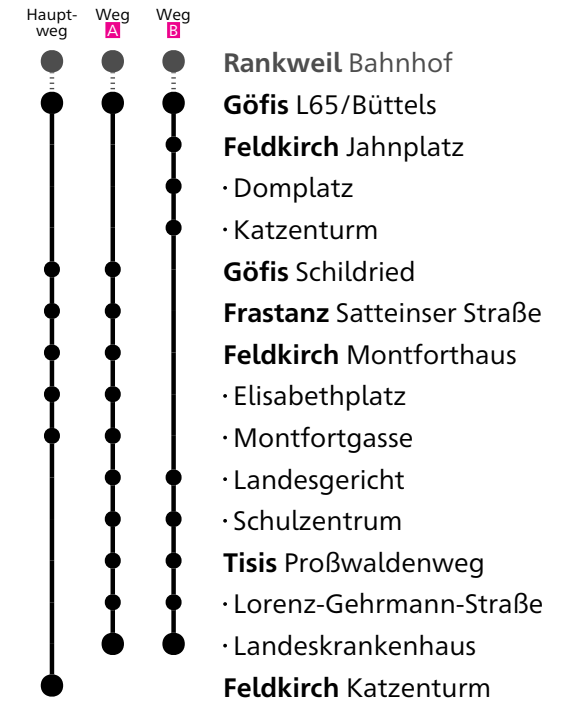 Haupt-
weg
Weg
A
Weg
B
Rankweil Bahnhof
Göfis L65/Büttels
Feldkirch Jahnplatz
· Domplatz
· Katzenturm
Göfis Schildried
Frastanz Satteinser Straße
Feldkirch Montforthaus
· Elisabethplatz
· Montfortgasse
· Landesgericht
· Schulzentrum
Tisis Proßwaldenweg
· Lorenz-Gehrmann-Straße
· Landeskrankenhaus
Feldkirch Katzenturm